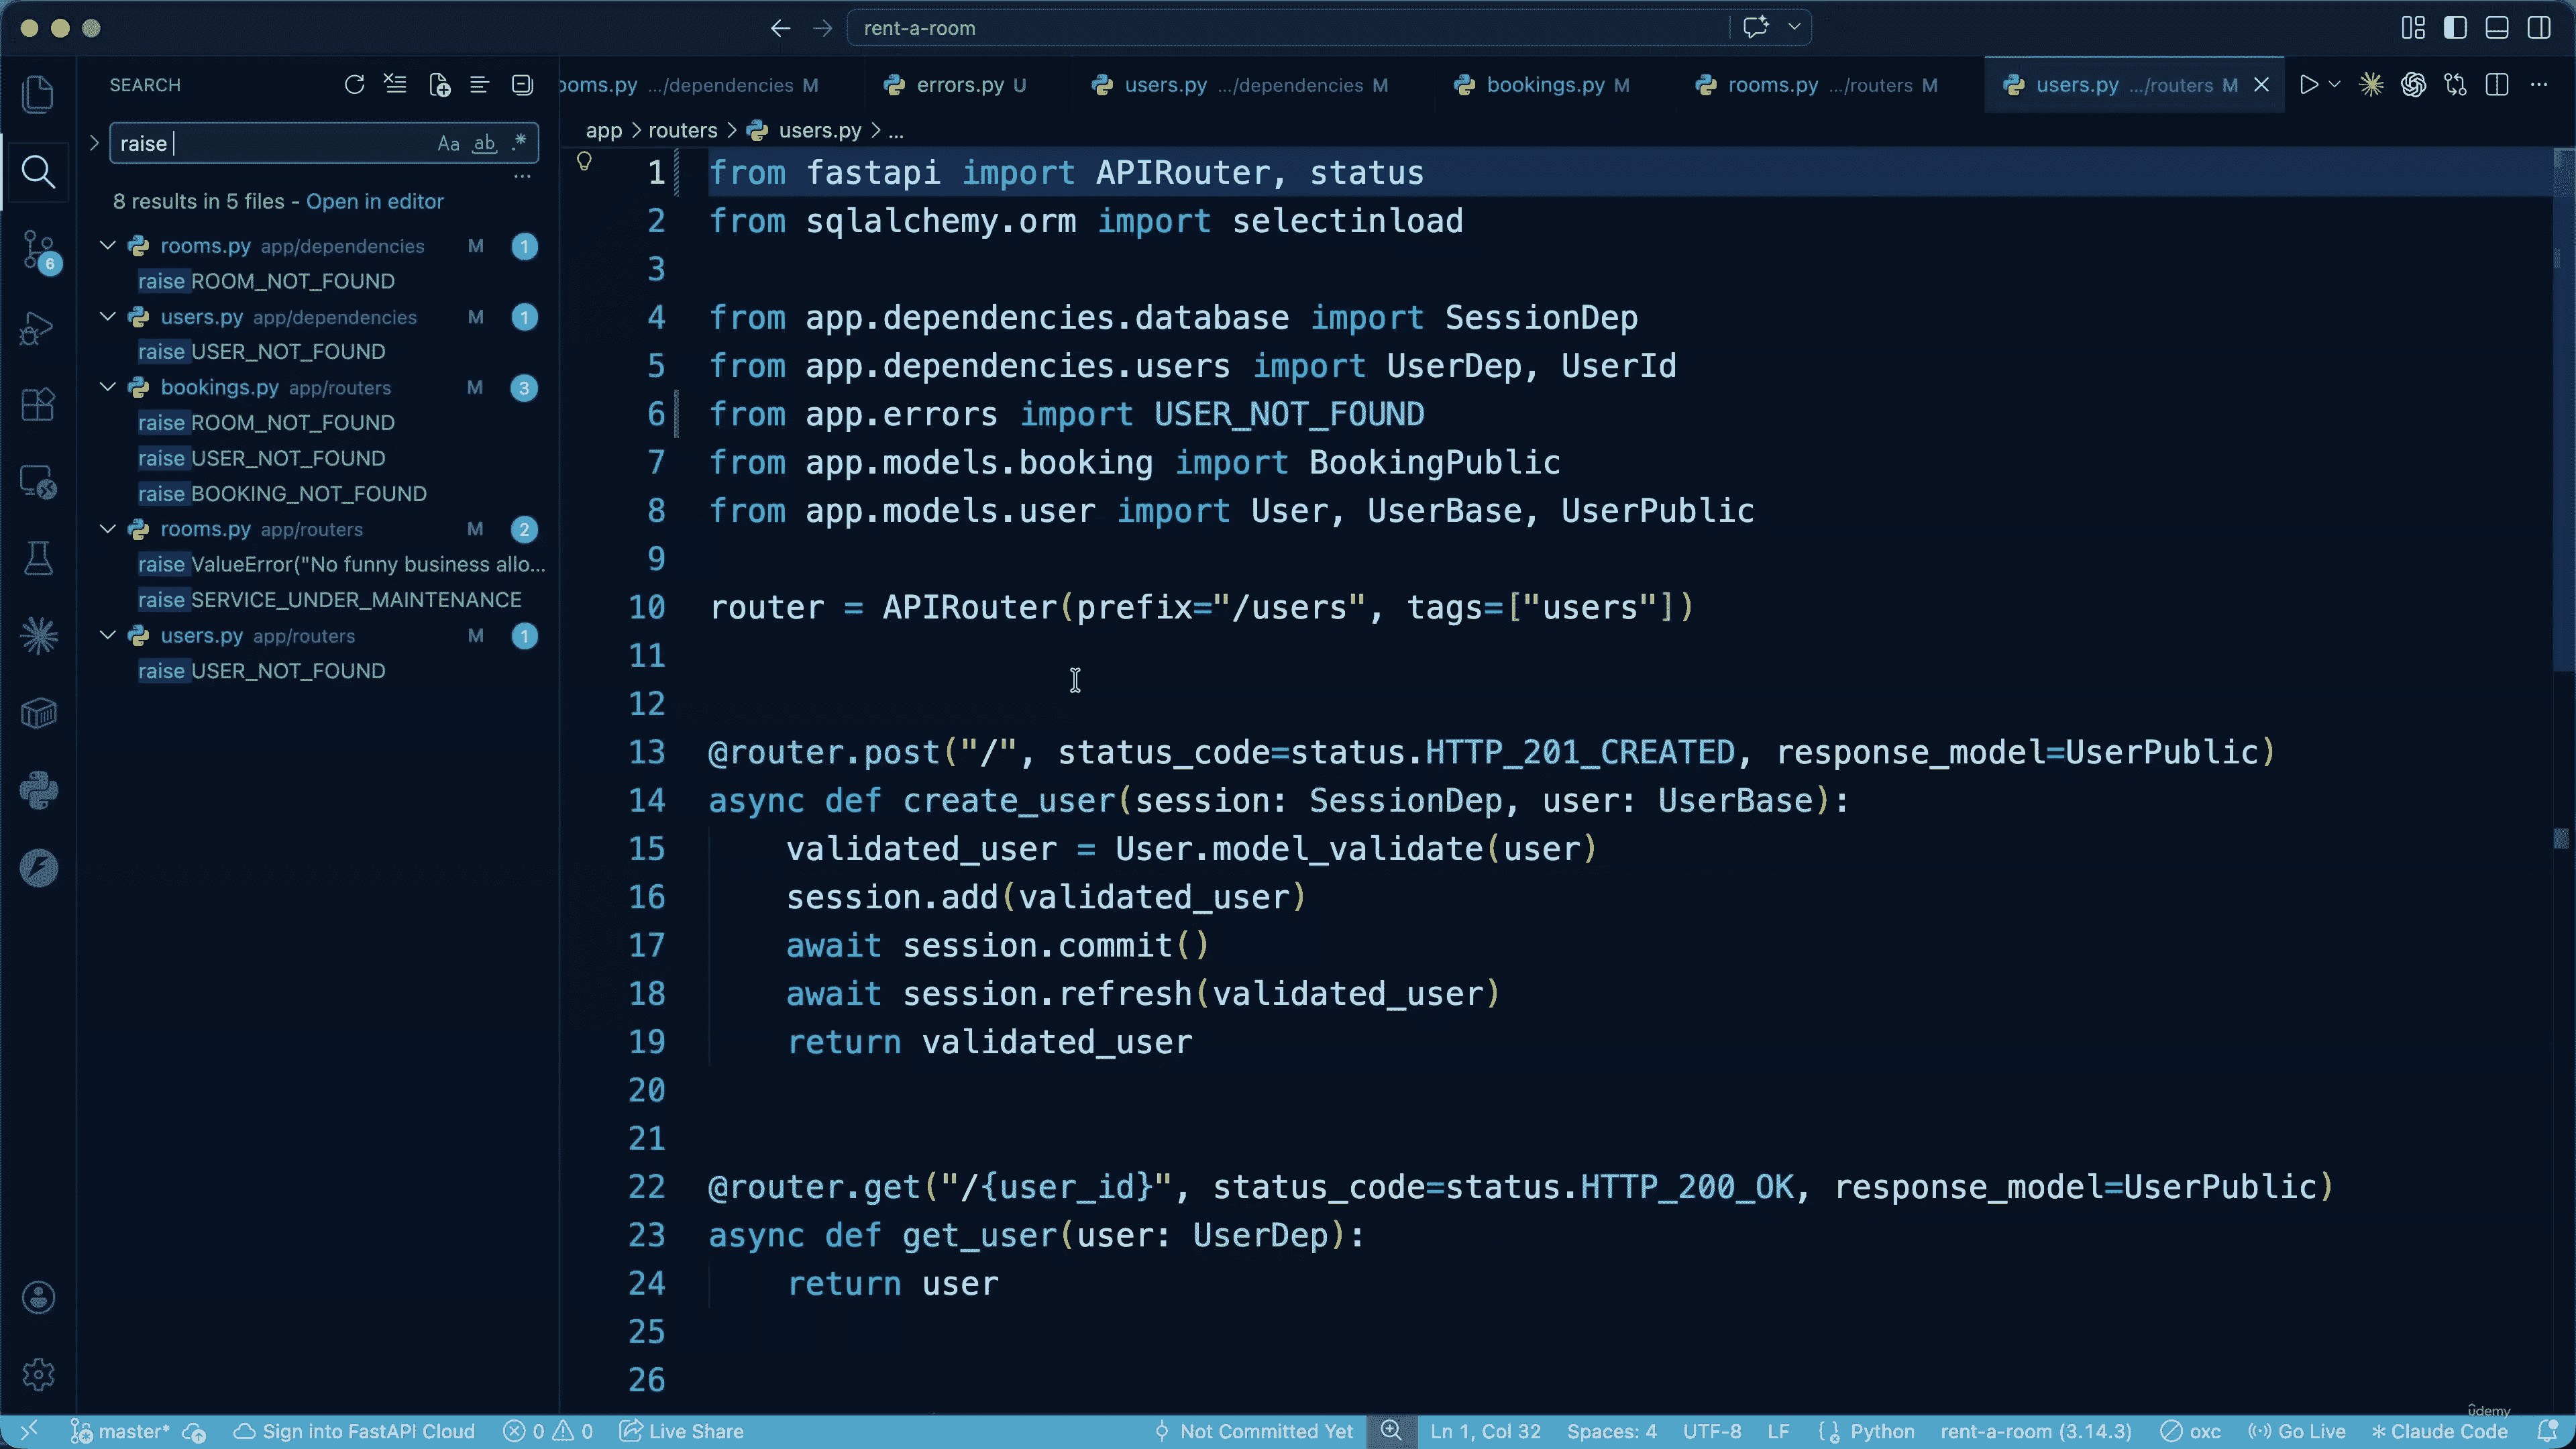 rent-a-room
SEARCH
ooms.py .../dependencies M
errors.py U
users.py .../dependencies M
bookings.py M
rooms.py .../routers M
users.py .../routers M
raise
Aa ab .*
app > routers > users.py > ...
8 results in 5 files - Open in editor
rooms.py app/dependencies M 1
raise ROOM_NOT_FOUND
users.py app/dependencies M 1
raise USER_NOT_FOUND
bookings.py app/routers M 3
raise ROOM_NOT_FOUND
raise USER_NOT_FOUND
raise BOOKING_NOT_FOUND
rooms.py app/routers M 2
raise ValueError("No funny business allo...
raise SERVICE_UNDER_MAINTENANCE
users.py app/routers M 1
raise USER_NOT_FOUND
6
1 from fastapi import APIRouter, status
2 from sqlalchemy.orm import selectinload
3
4 from app.dependencies.database import SessionDep
5 from app.dependencies.users import UserDep, UserId
6 from app.errors import USER_NOT_FOUND
7 from app.models.booking import BookingPublic
8 from app.models.user import User, UserBase, UserPublic
9
10 router = APIRouter(prefix="/users", tags=["users"])
11
12
13 @router.post("/", status_code=status.HTTP_201_CREATED, response_model=UserPublic)
14 async def create_user(session: SessionDep, user: UserBase):
15 validated_user = User.model_validate(user)
16 session.add(validated_user)
17 await session.commit()
18 await session.refresh(validated_user)
19 return validated_user
20
21
22 @router.get("/{user_id}", status_code=status.HTTP_200_OK, response_model=UserPublic)
23 async def get_user(user: UserDep):
24 return user
25
26
udemy
master* Sign into FastAPI Cloud 0 0 Live Share Not Committed Yet Ln 1, Col 32 Spaces: 4 UTF-8 LF Python rent-a-room (3.14.3) oxc Go Live Claude Code